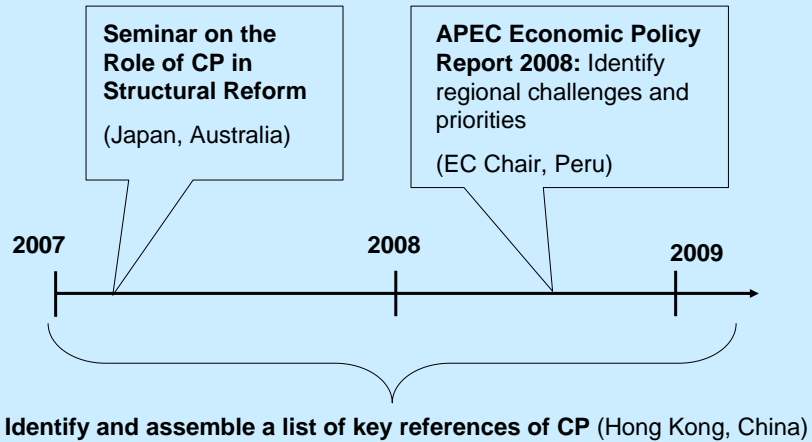 Seminar on the
Role of CP in
Structural Reform
(Japan, Australia)
APEC Economic Policy
Report 2008: Identify
regional challenges and
priorities
(EC Chair, Peru)
2007
2008
2009
Identify and assemble a list of key references of CP (Hong Kong, China)